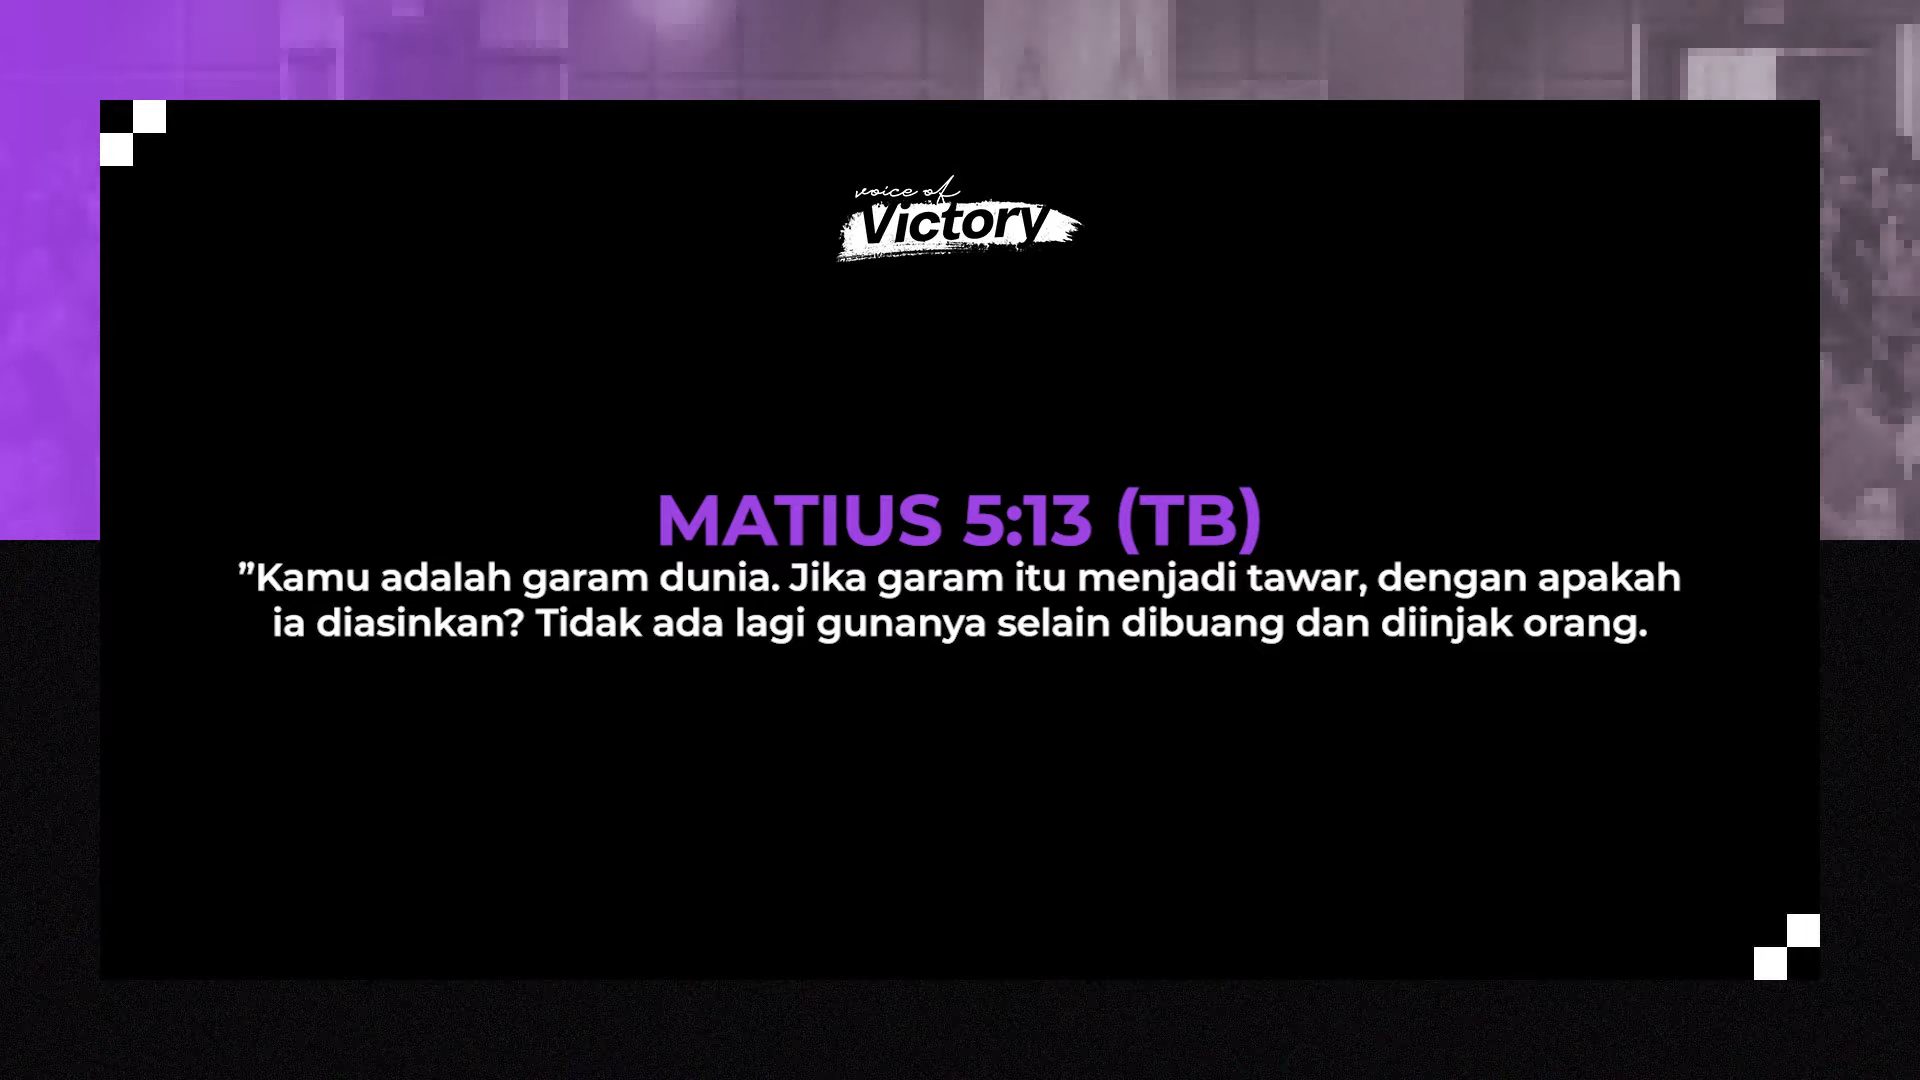 voice of
Victory
MATIUS 5:13 (TB)
”Kamu adalah garam dunia. Jika garam itu menjadi tawar, dengan apakah
ia diasinkan? Tidak ada lagi gunanya selain dibuang dan diinjak orang.